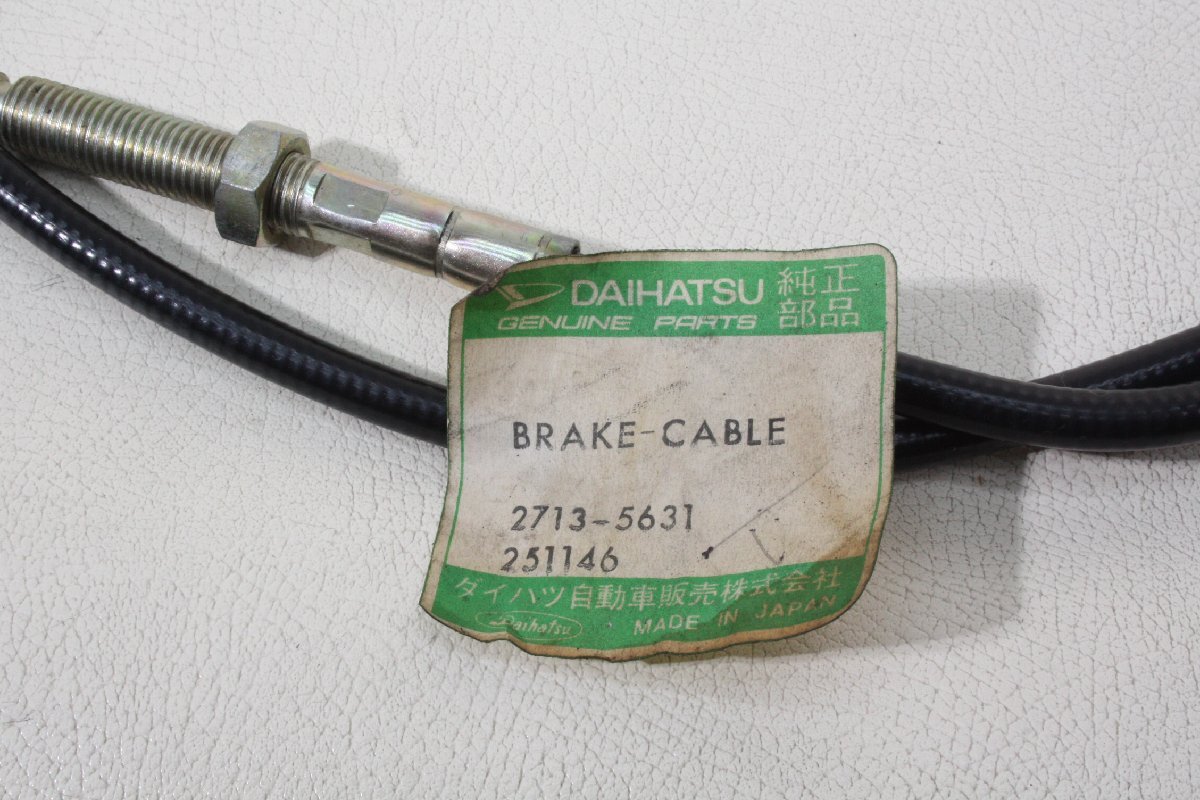 DAIHATSU 純正
GENUINE PARTS 部品
BRAKE-CABLE
2713-5631
251146
ダイハツ自動車販売株式会社
Daihatsu MADE IN JAPAN